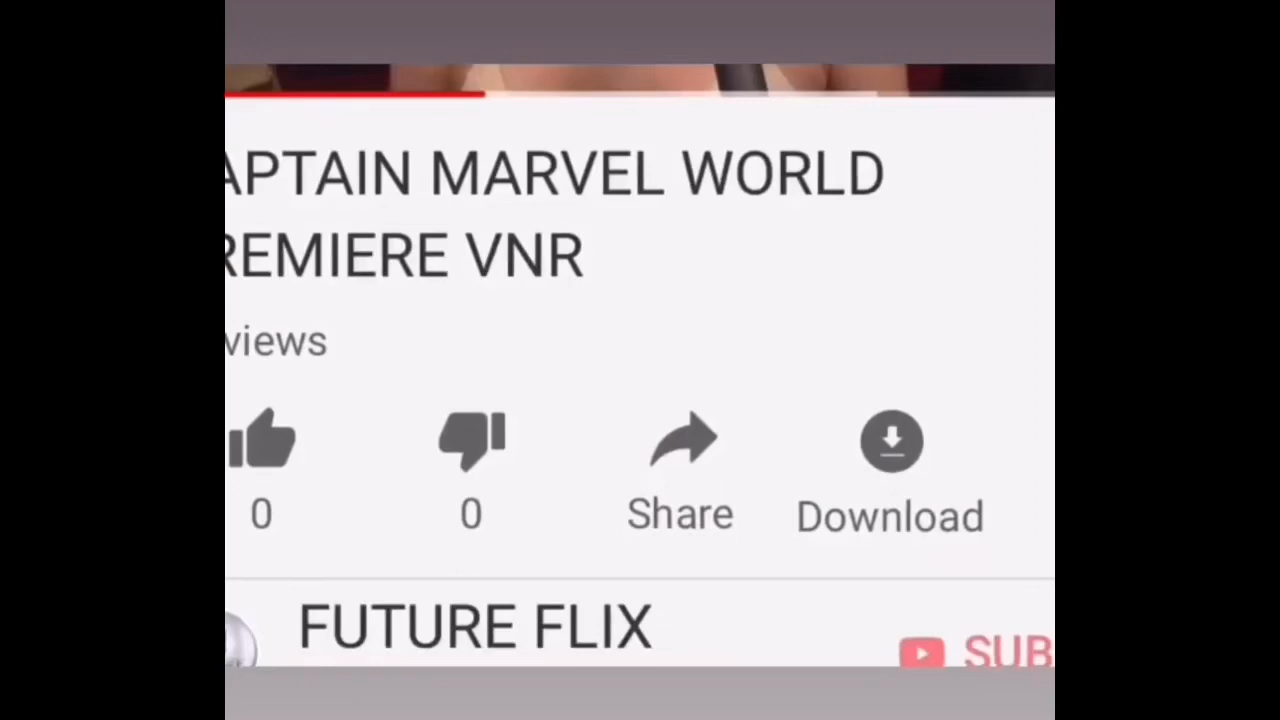 APTAIN MARVEL WORLD
REMIERE VNR
views
0
0
Share
Download
FUTURE FLIX
SUB